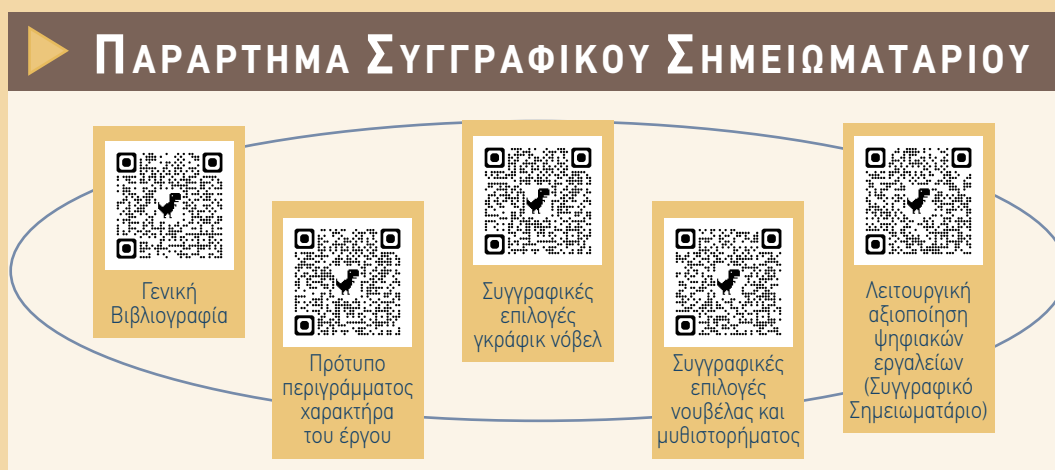 ΠΑΡΑΡΤΗΜΑ ΣΥΓΓΡΑΦΙΚΟΥ ΣΗΜΕΙΩΜΑΤΑΡΙΟΥ
Γενική
Βιβλιογραφία
Πρότυπο
περιγράμματος
χαρακτήρα
του έργου
Συγγραφικές
επιλογές
γκράφικ νόβελ
Συγγραφικές
επιλογές
νουβέλας και
μυθιστορήματος
Λειτουργική
αξιοποίηση
ψηφιακών
εργαλείων
(Συγγραφικό
Σημειωματάριο)